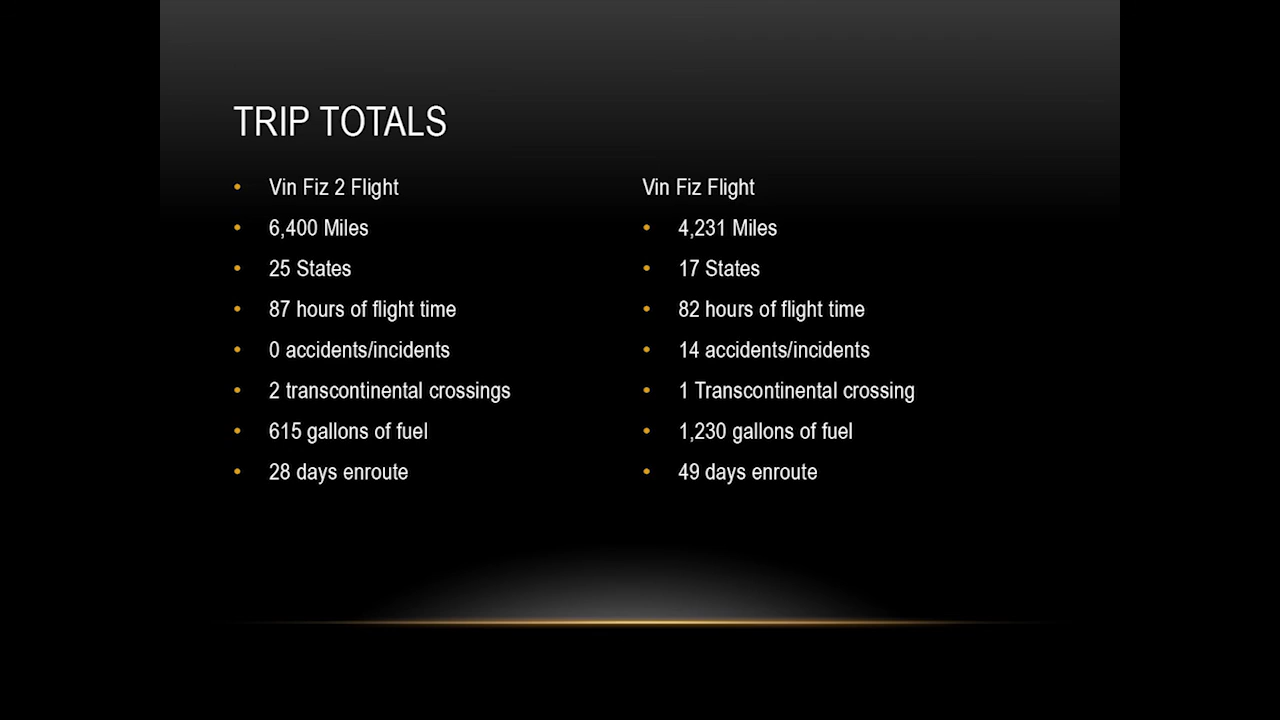 TRIP TOTALS
• Vin Fiz 2 Flight
• 6,400 Miles
• 25 States
• 87 hours of flight time
• 0 accidents/incidents
• 2 transcontinental crossings
• 615 gallons of fuel
• 28 days enroute
Vin Fiz Flight
• 4,231 Miles
• 17 States
• 82 hours of flight time
• 14 accidents/incidents
• 1 Transcontinental crossing
• 1,230 gallons of fuel
• 49 days enroute